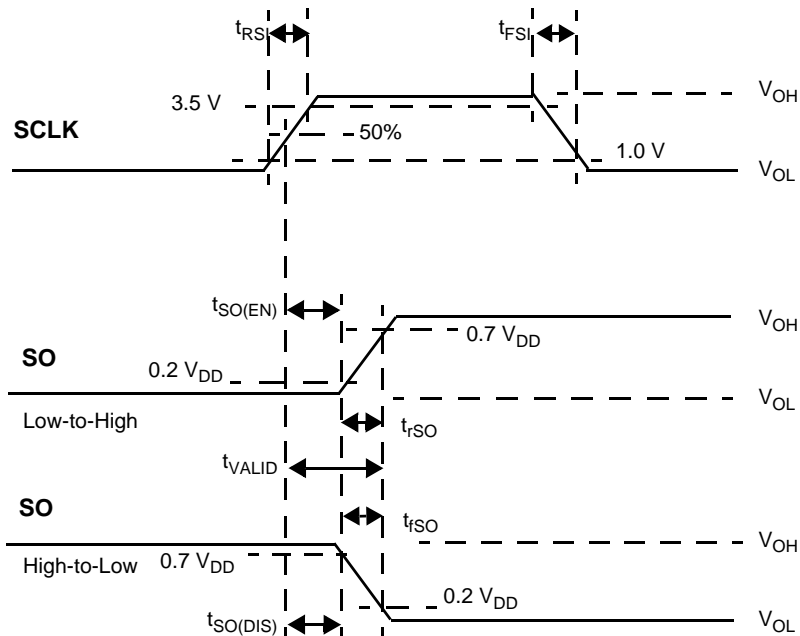 tRSI
tFSI
3.5 V
VOH
SCLK
50%
1.0 V
VOL
tSO(EN)
VOH
0.7 VDD
SO
0.2 VDD
VOL
Low-to-High
trSO
tVALID
SO
tfSO
VOH
High-to-Low
0.7 VDD
0.2 VDD
tSO(DIS)
VOL